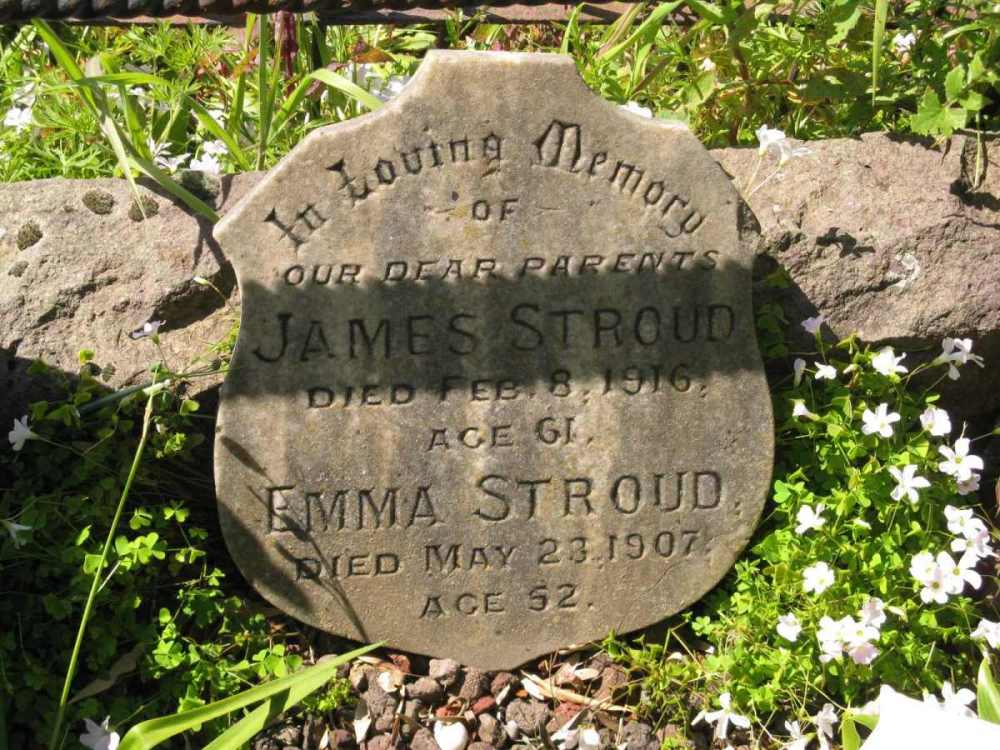 In Loving Memory
- OF -
OUR DEAR PARENTS
JAMES STROUD
DIED FEB. 8, 1916,
AGE 61.
EMMA STROUD,
DIED MAY 23, 1907,
AGE 52.